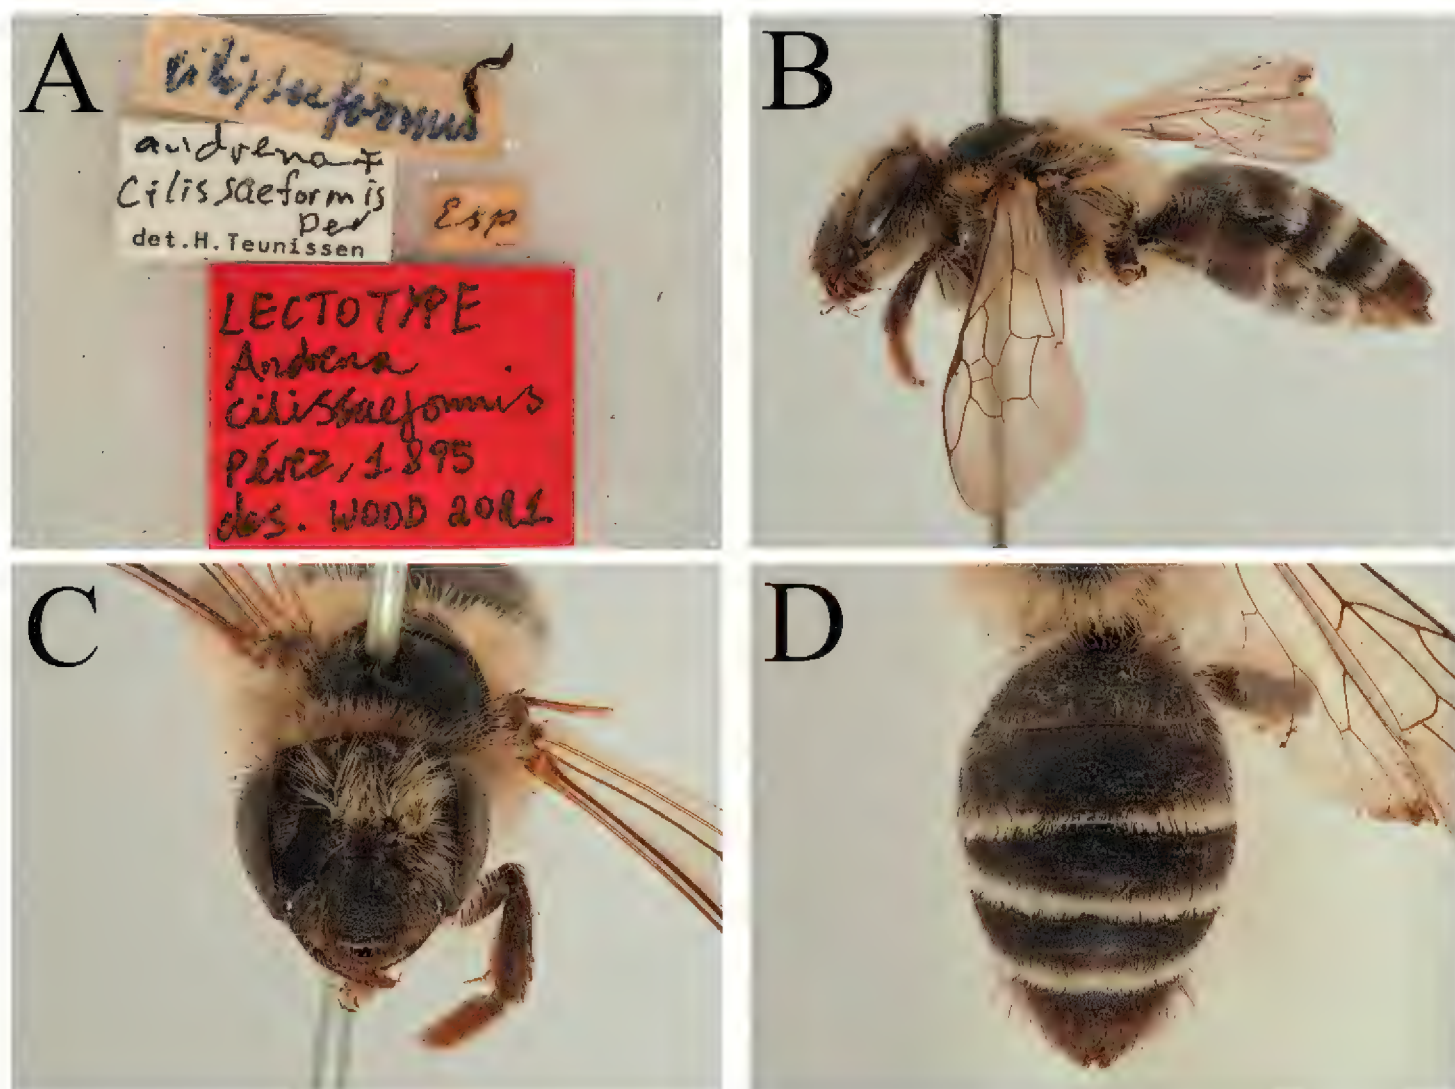 A
cilissaeformis
andrena ♀
Cilissaeformis
Per
det.H.Teunissen
Esp
LECTOTYPE
Andrena
cilissaeformis
Pérez, 1895
des. WOOD 2021
B
C
D